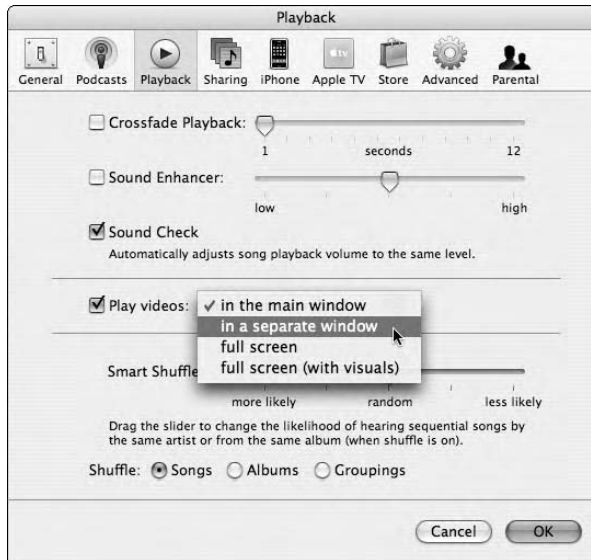 Playback
General Podcasts Playback Sharing iPhone Apple TV Store Advanced Parental
Crossfade Playback:
1 seconds 12
Sound Enhancer:
low high
Sound Check
Automatically adjusts song playback volume to the same level.
Play videos: ✓ in the main window
in a separate window
full screen
full screen (with visuals)
Smart Shuffle
more likely random less likely
Drag the slider to change the likelihood of hearing sequential songs by
the same artist or from the same album (when shuffle is on).
Shuffle: Songs Albums Groupings
Cancel OK